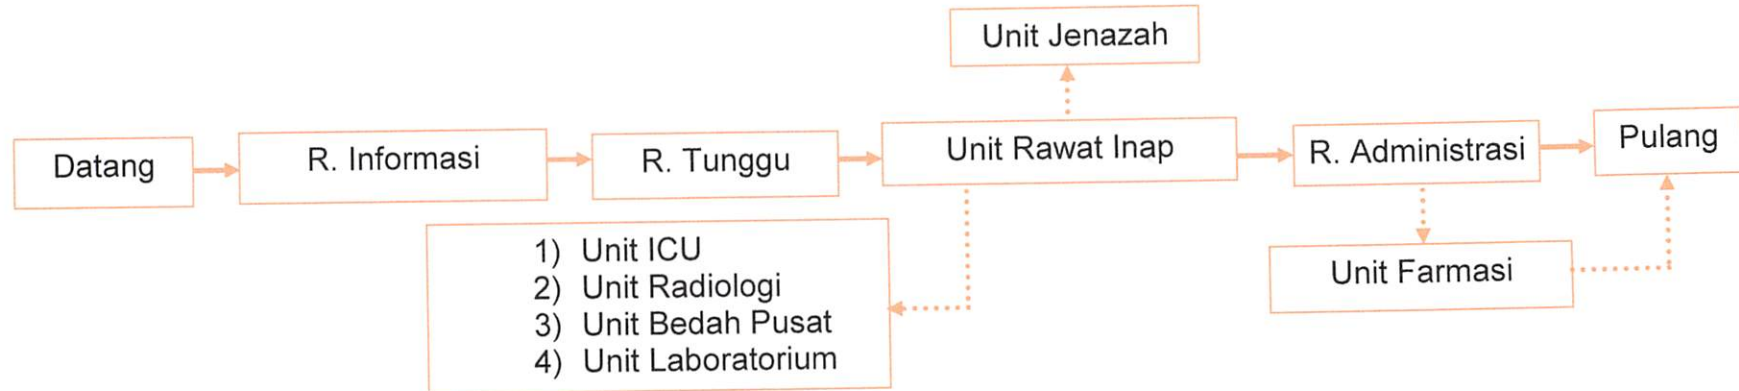 Unit Jenazah
Datang
R. Informasi
R. Tunggu
Unit Rawat Inap
R. Administrasi
Pulang
1) Unit ICU
2) Unit Radiologi
3) Unit Bedah Pusat
4) Unit Laboratorium
Unit Farmasi